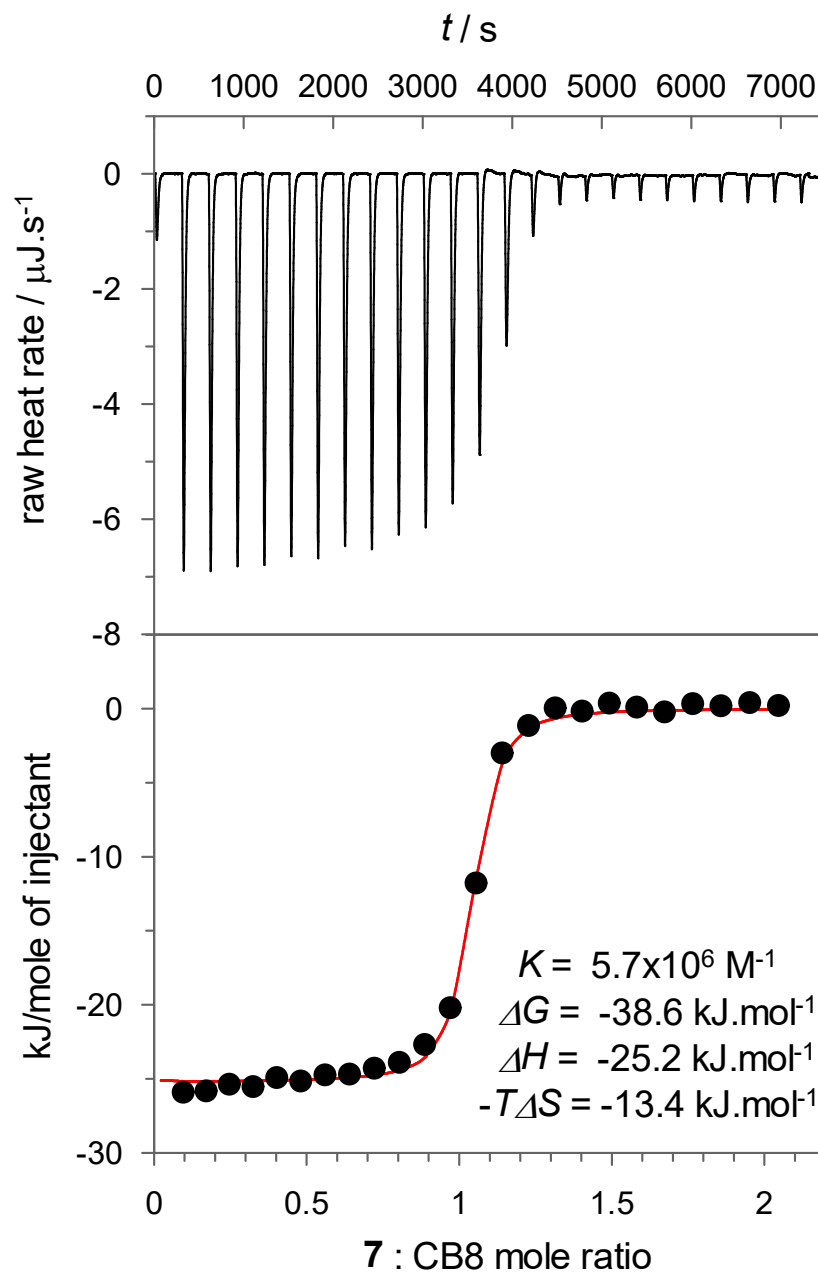 t / s
0 1000 2000 3000 4000 5000 6000 7000
0
-2
-4
-6
-8
raw heat rate / μJ.s⁻¹
0
-10
-20
-30
kJ/mole of injectant
K = 5.7x10⁶ M⁻¹
ΔG = -38.6 kJ.mol⁻¹
ΔH = -25.2 kJ.mol⁻¹
-TΔS = -13.4 kJ.mol⁻¹
0 0.5 1 1.5 2
7 : CB8 mole ratio